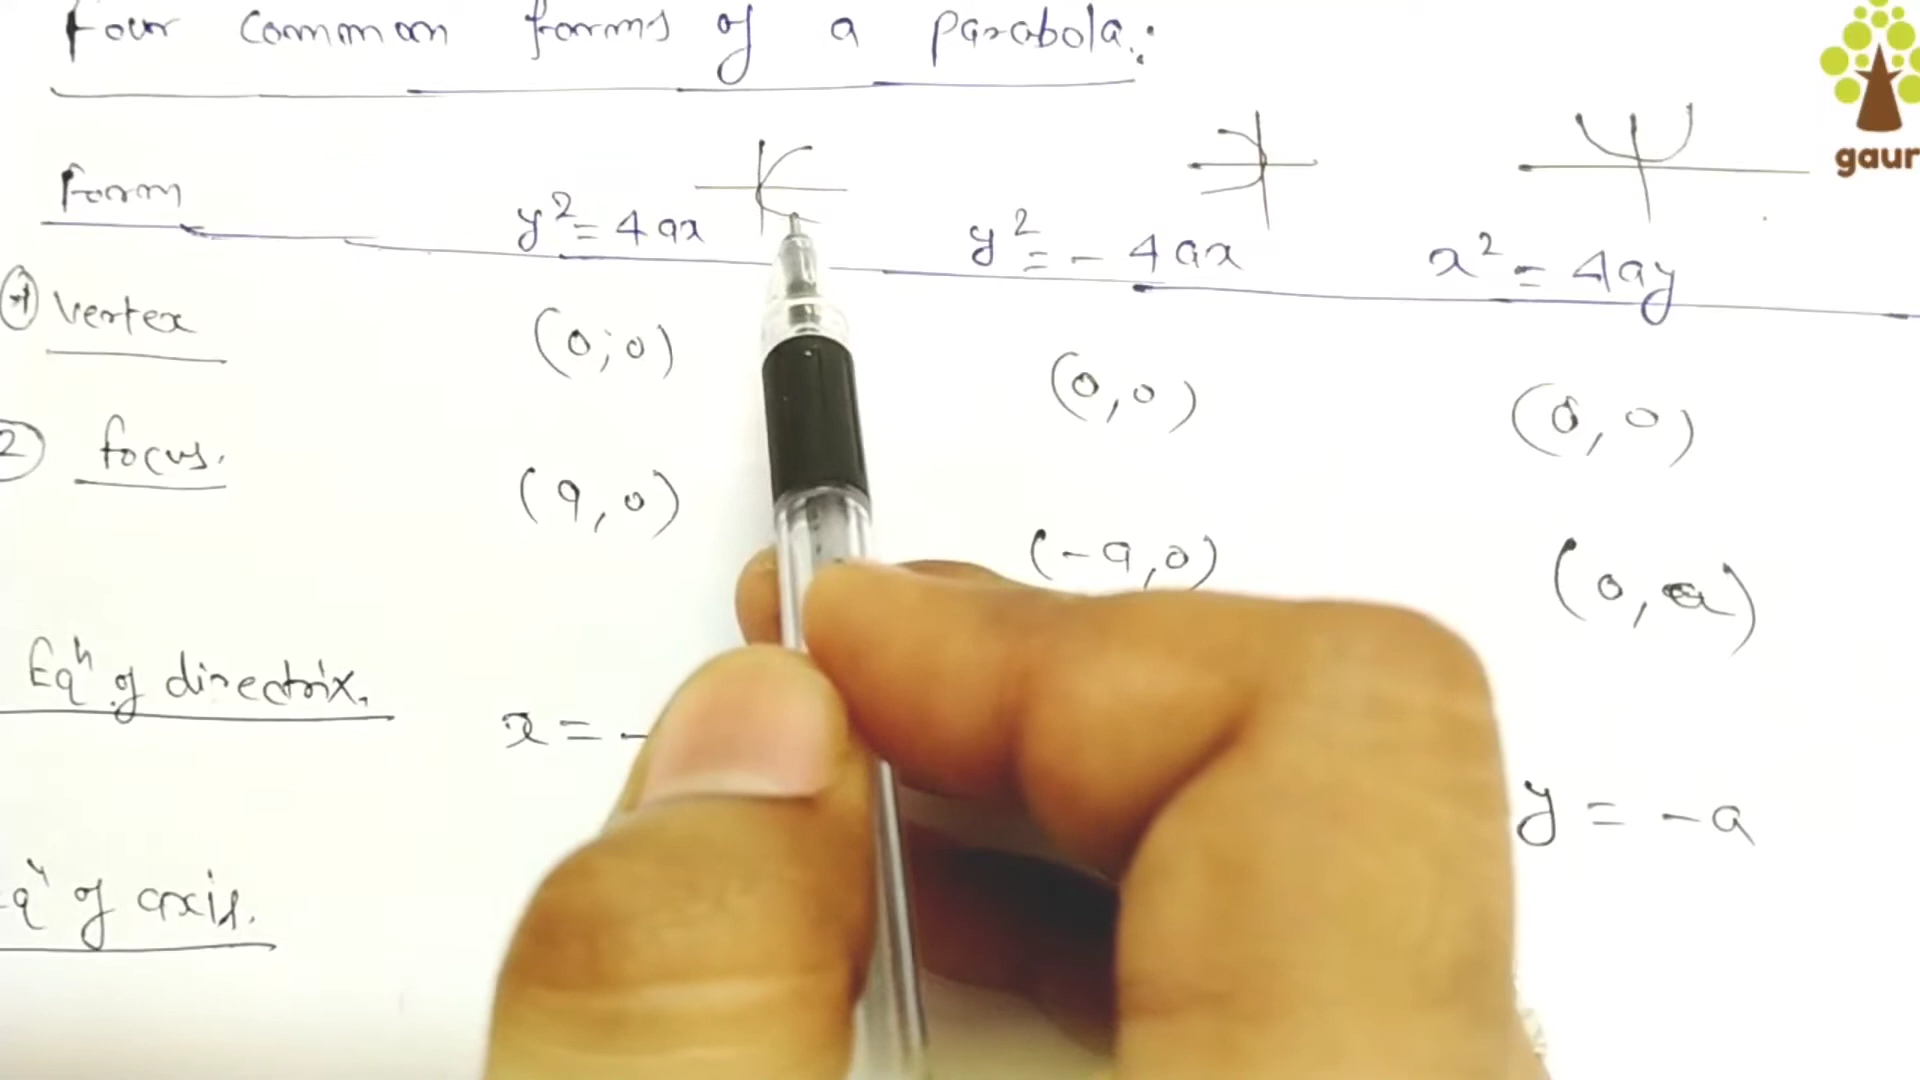 Four common forms of a parabola:
Form y² = 4ax y² = - 4ax x² = 4ay
① Vertex (0,0) (0,0) (0,0)
② focus. (a,0) (-a,0) (0,a)
Eqⁿ of directrix. x = - y = -a
Eqⁿ of axis.
gaur